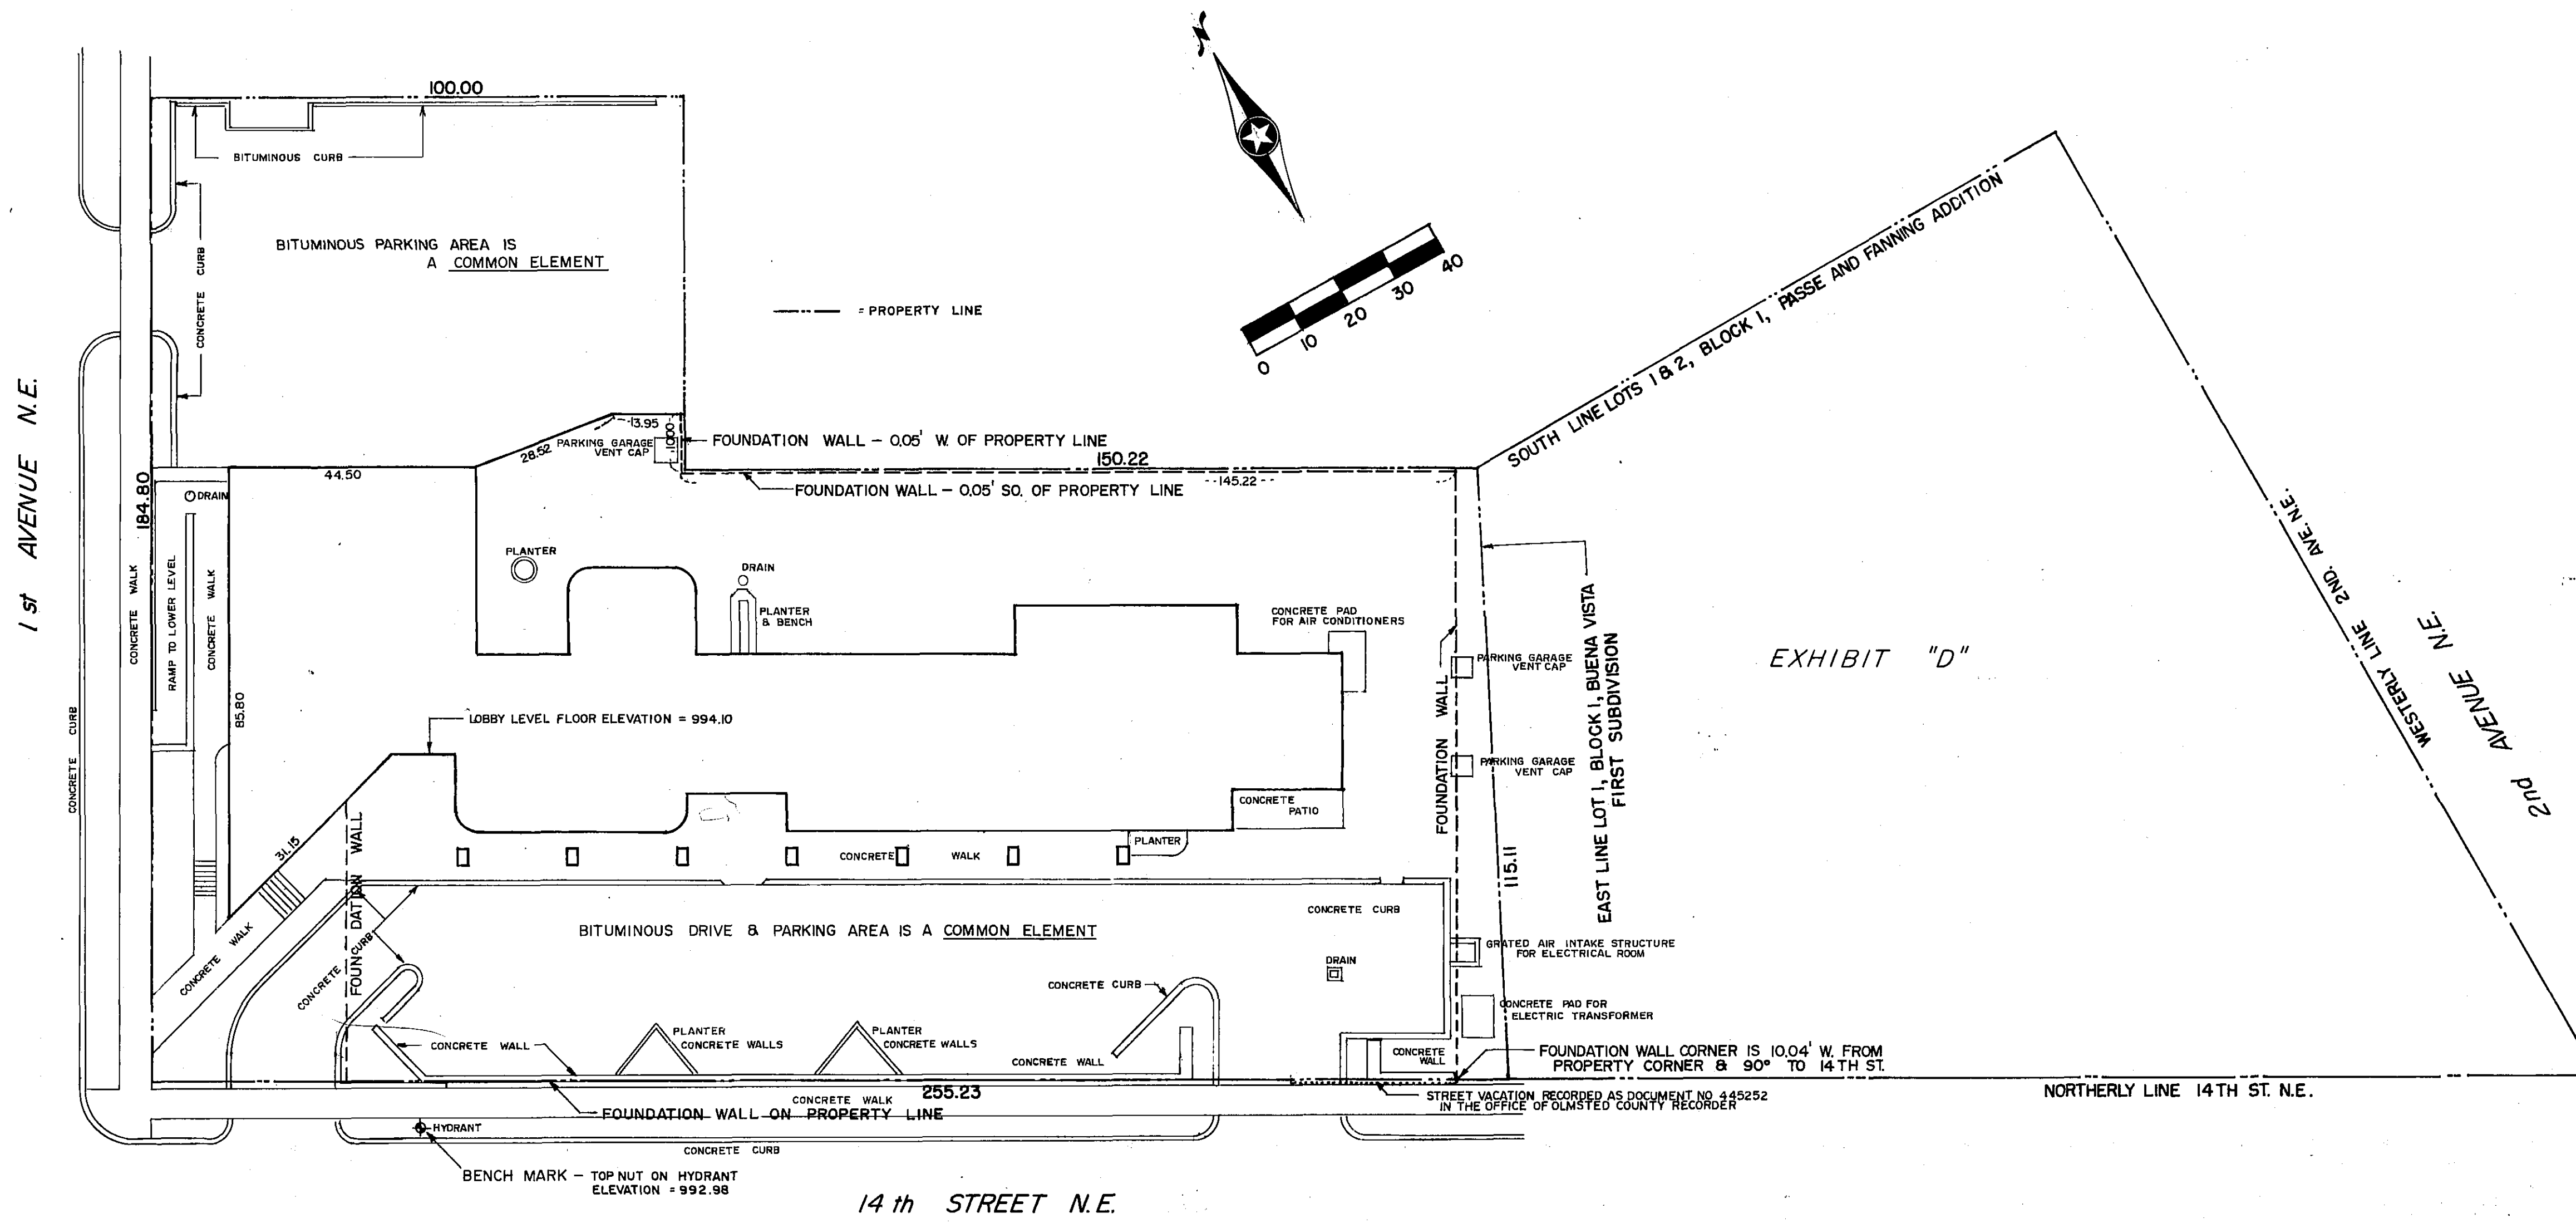 100.00
BITUMINOUS CURB
CONCRETE CURB
BITUMINOUS PARKING AREA IS
A COMMON ELEMENT
N
= PROPERTY LINE
0 10 20 30 40
SOUTH LINE LOTS 1 & 2, BLOCK 1, PASSE AND FANNING ADDITION
1 st AVENUE N.E.
184.80
13.95
10.00
28.52
PARKING GARAGE
VENT CAP
FOUNDATION WALL - 0.05' W. OF PROPERTY LINE
150.22
44.50
145.22
FOUNDATION WALL - 0.05' SO. OF PROPERTY LINE
DRAIN
CONCRETE WALK
RAMP TO LOWER LEVEL
CONCRETE WALK
PLANTER
DRAIN
PLANTER
& BENCH
CONCRETE PAD
FOR AIR CONDITIONERS
85.80
CONCRETE CURB
LOBBY LEVEL FLOOR ELEVATION = 994.10
FOUNDATION WALL
PARKING GARAGE
VENT CAP
PARKING GARAGE
VENT CAP
EAST LINE LOT 1, BLOCK 1, BUENA VISTA
FIRST SUBDIVISION
115.11
EXHIBIT "D"
WESTERLY LINE 2ND. AVE. N.E.
2nd AVENUE N.E.
31.15
FOUNDATION WALL
CONCRETE WALK
CONCRETE
PATIO
PLANTER
CONCRETE WALK
CONCRETE CURB
BITUMINOUS DRIVE & PARKING AREA IS A COMMON ELEMENT
CONCRETE CURB
DRAIN
GRATED AIR INTAKE STRUCTURE
FOR ELECTRICAL ROOM
CONCRETE CURB
CONCRETE PAD FOR
ELECTRIC TRANSFORMER
CONCRETE WALL
PLANTER
CONCRETE WALLS
PLANTER
CONCRETE WALLS
CONCRETE WALL
CONCRETE
WALL
FOUNDATION WALL CORNER IS 10.04' W. FROM
PROPERTY CORNER & 90° TO 14TH ST.
NORTHERLY LINE 14TH ST. N.E.
255.23
CONCRETE WALK
FOUNDATION WALL ON PROPERTY LINE
STREET VACATION RECORDED AS DOCUMENT NO. 445252
IN THE OFFICE OF OLMSTED COUNTY RECORDER
HYDRANT
CONCRETE CURB
BENCH MARK - TOP NUT ON HYDRANT
ELEVATION = 992.98
14 th STREET N.E.